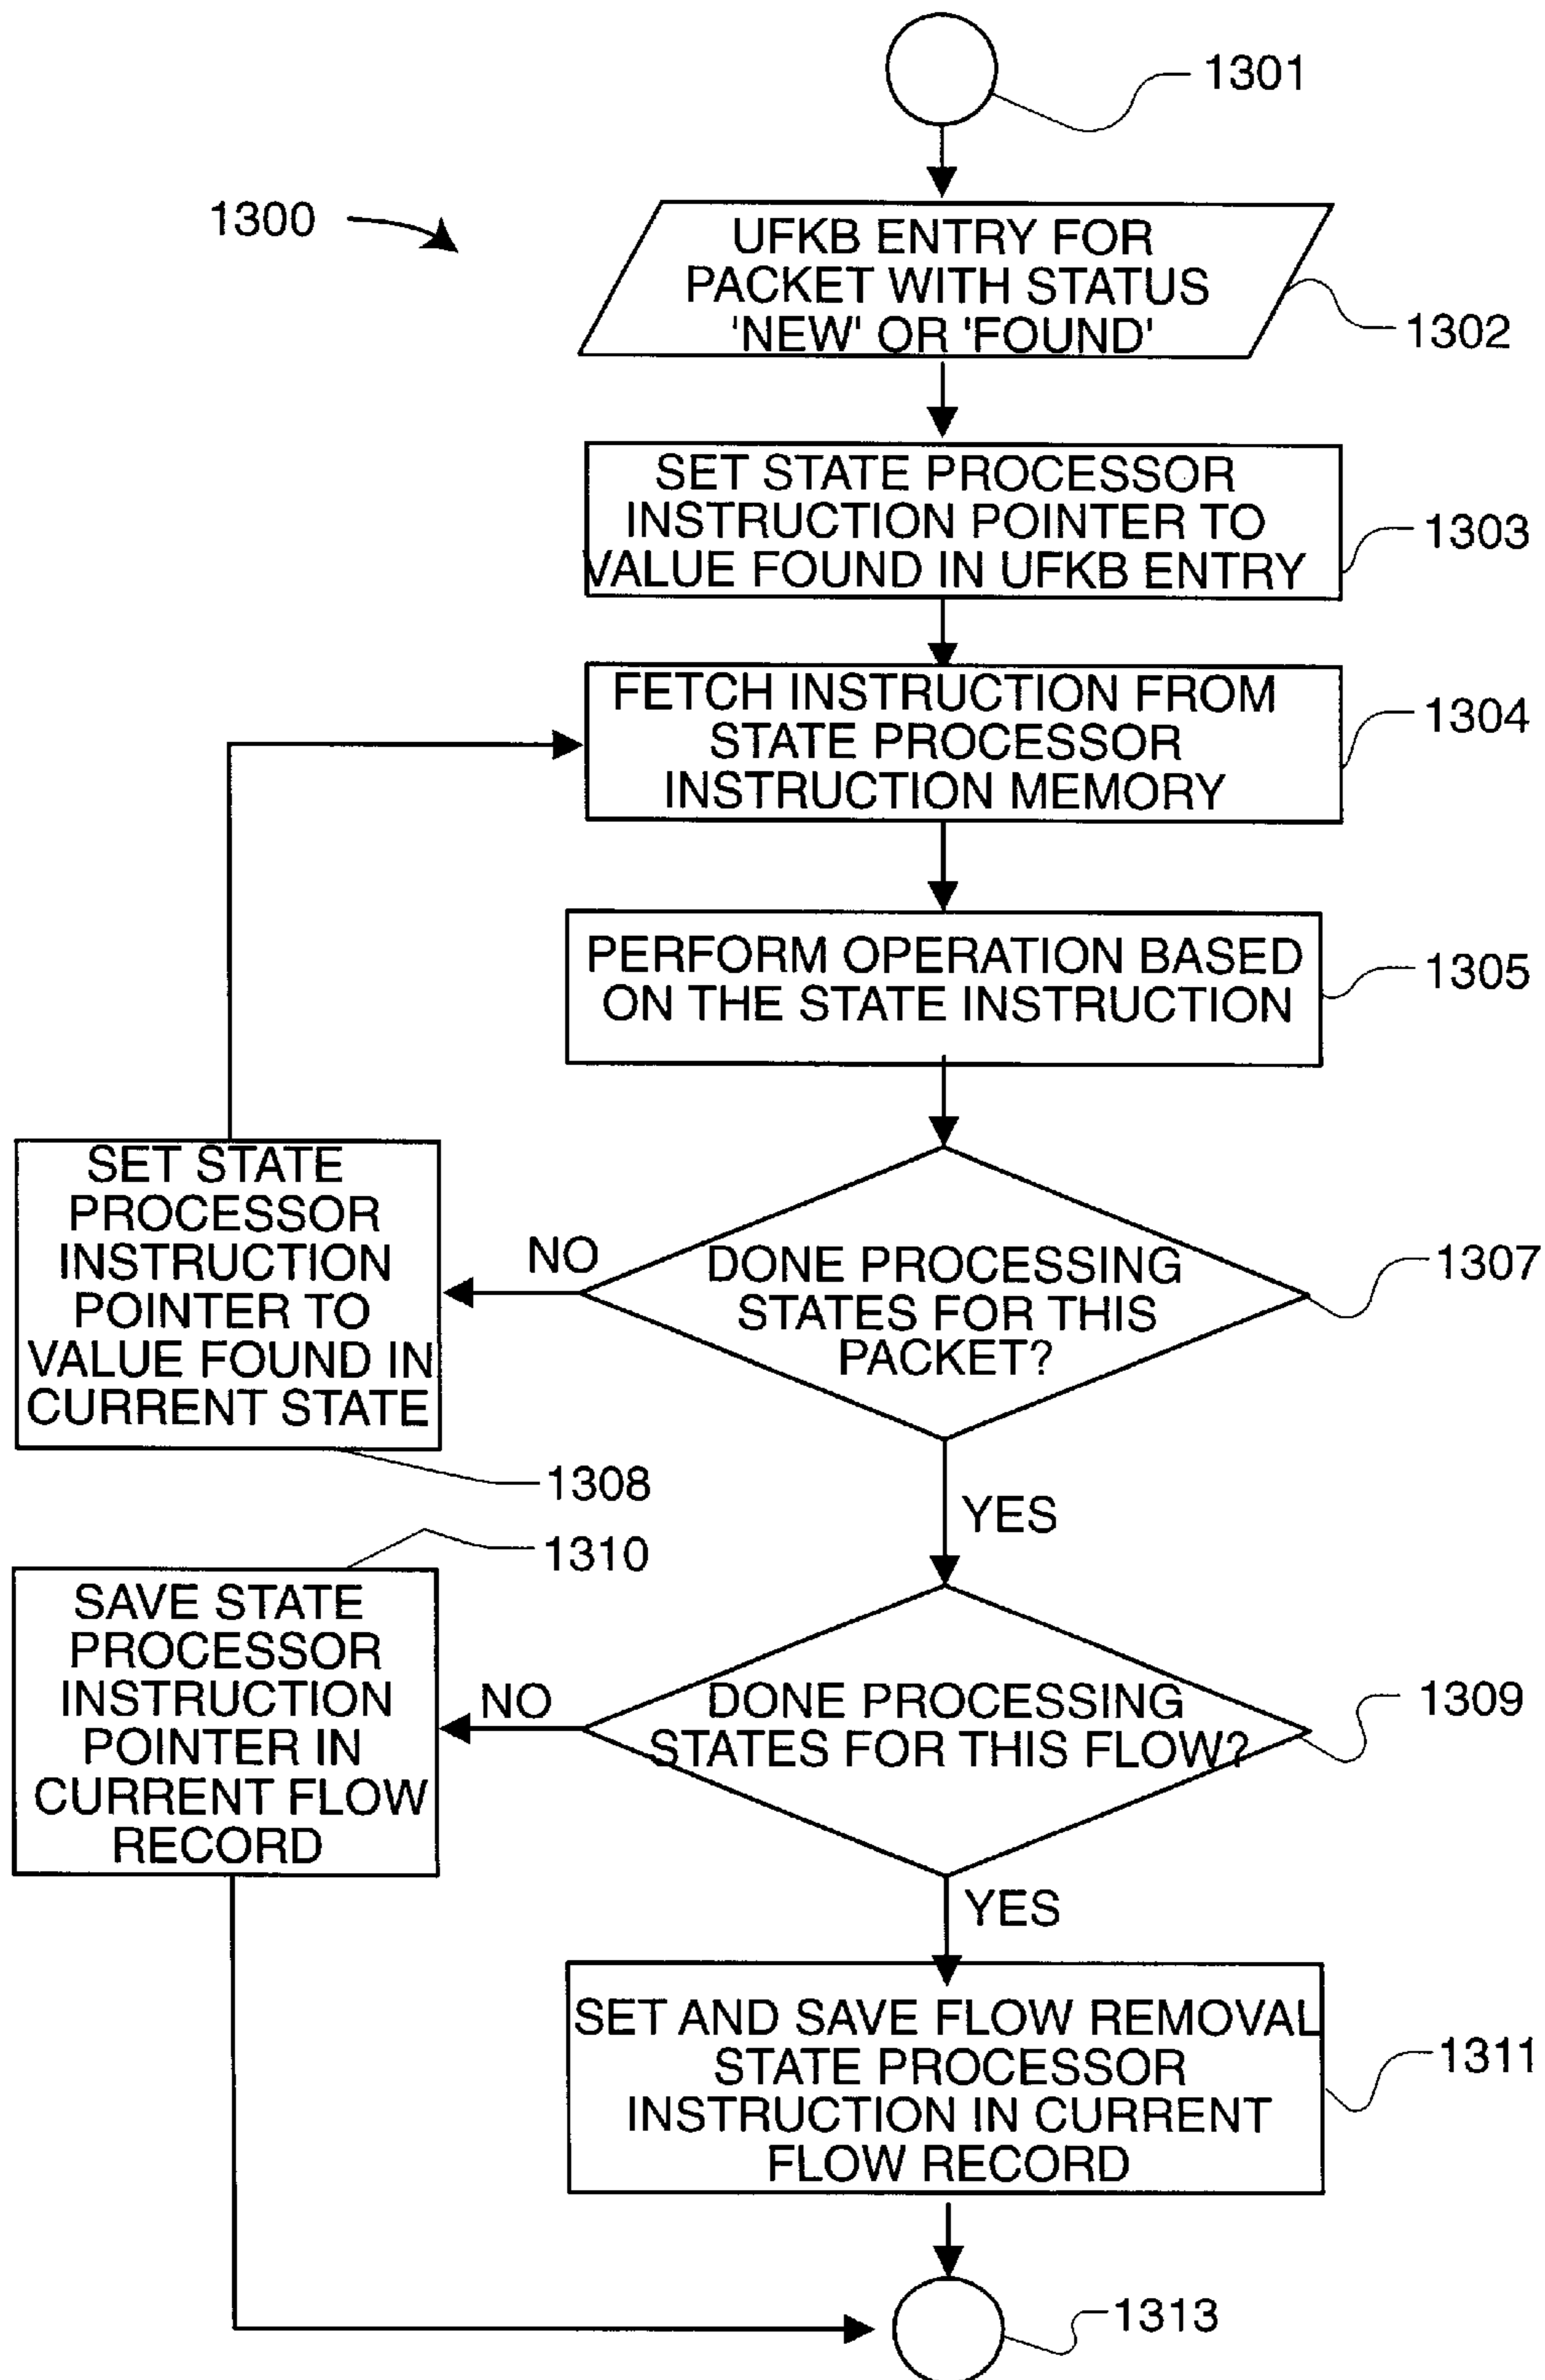 1301
1300
UFKB ENTRY FOR
PACKET WITH STATUS
'NEW' OR 'FOUND'
1302
SET STATE PROCESSOR
INSTRUCTION POINTER TO
VALUE FOUND IN UFKB ENTRY
1303
FETCH INSTRUCTION FROM
STATE PROCESSOR
INSTRUCTION MEMORY
1304
PERFORM OPERATION BASED
ON THE STATE INSTRUCTION
1305
DONE PROCESSING
STATES FOR THIS
PACKET?
1307
NO
SET STATE
PROCESSOR
INSTRUCTION
POINTER TO
VALUE FOUND IN
CURRENT STATE
1308
YES
1310
SAVE STATE
PROCESSOR
INSTRUCTION
POINTER IN
CURRENT FLOW
RECORD
NO
DONE PROCESSING
STATES FOR THIS FLOW?
1309
YES
SET AND SAVE FLOW REMOVAL
STATE PROCESSOR
INSTRUCTION IN CURRENT
FLOW RECORD
1311
1313